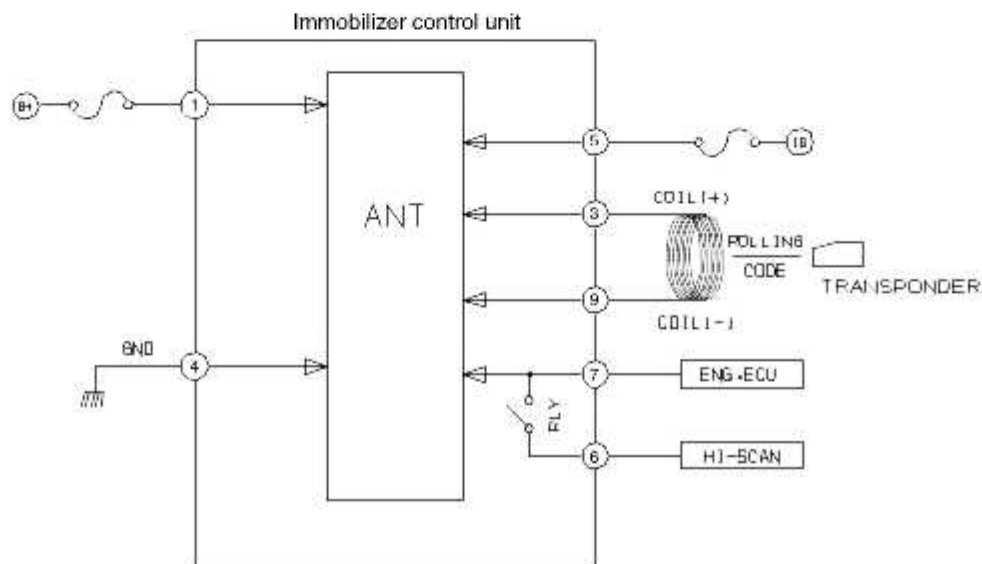 Immobilizer control unit
B+
1
5
IG
ANT
COIL(+)
3
ROLLING
CODE
TRANSPONDER
9
COIL(-)
GND
4
7
ENG.ECU
RLY
6
HI-SCAN